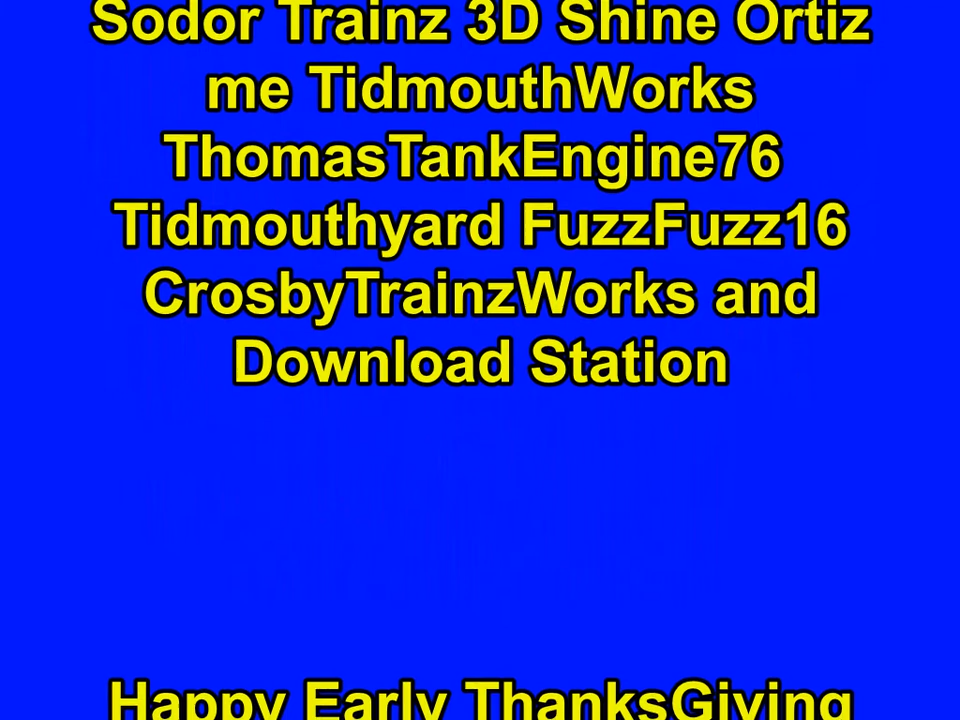 Sodor Trainz 3D Shine Ortiz
me TidmouthWorks
ThomasTankEngine76
Tidmouthyard FuzzFuzz16
CrosbyTrainzWorks and
Download Station
Happy Early ThanksGiving